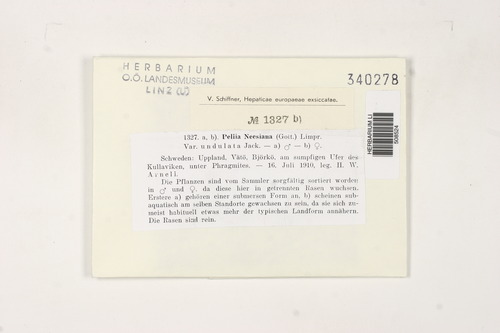 HERBARIUM
O.Ö. LANDESMUSEUM
LINZ (LI)
340278
V. Schiffner, Hepaticae europaeae exsiccatae.
№ 1327 b)
HERBARIUM LI
508524
1327. a, b). Pellia Neesiana (Gott.) Limpr.
Var. undulata Jack. — a) ♂ — b) ♀.
Schweden: Uppland, Vätö, Björkö, am sumpfigen Ufer des
Kullaviken, unter Phragmites. — 16. Juli 1910, leg. H. W.
Arnell.
Die Pflanzen sind vom Sammler sorgfältig sortiert worden
in ♂ und ♀, da diese hier in getrennten Rasen wuchsen.
Erstere a) gehören einer submersen Form an, b) scheinen sub-
aquatisch am selben Standorte gewachsen zu sein, da sie sich zu-
meist habituell etwas mehr der typischen Landform annähern.
Die Rasen sind rein.